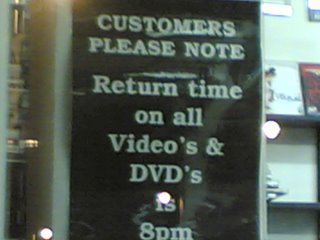 CUSTOMERS
PLEASE NOTE
Return time
on all
Video's &
DVD's
is
8pm